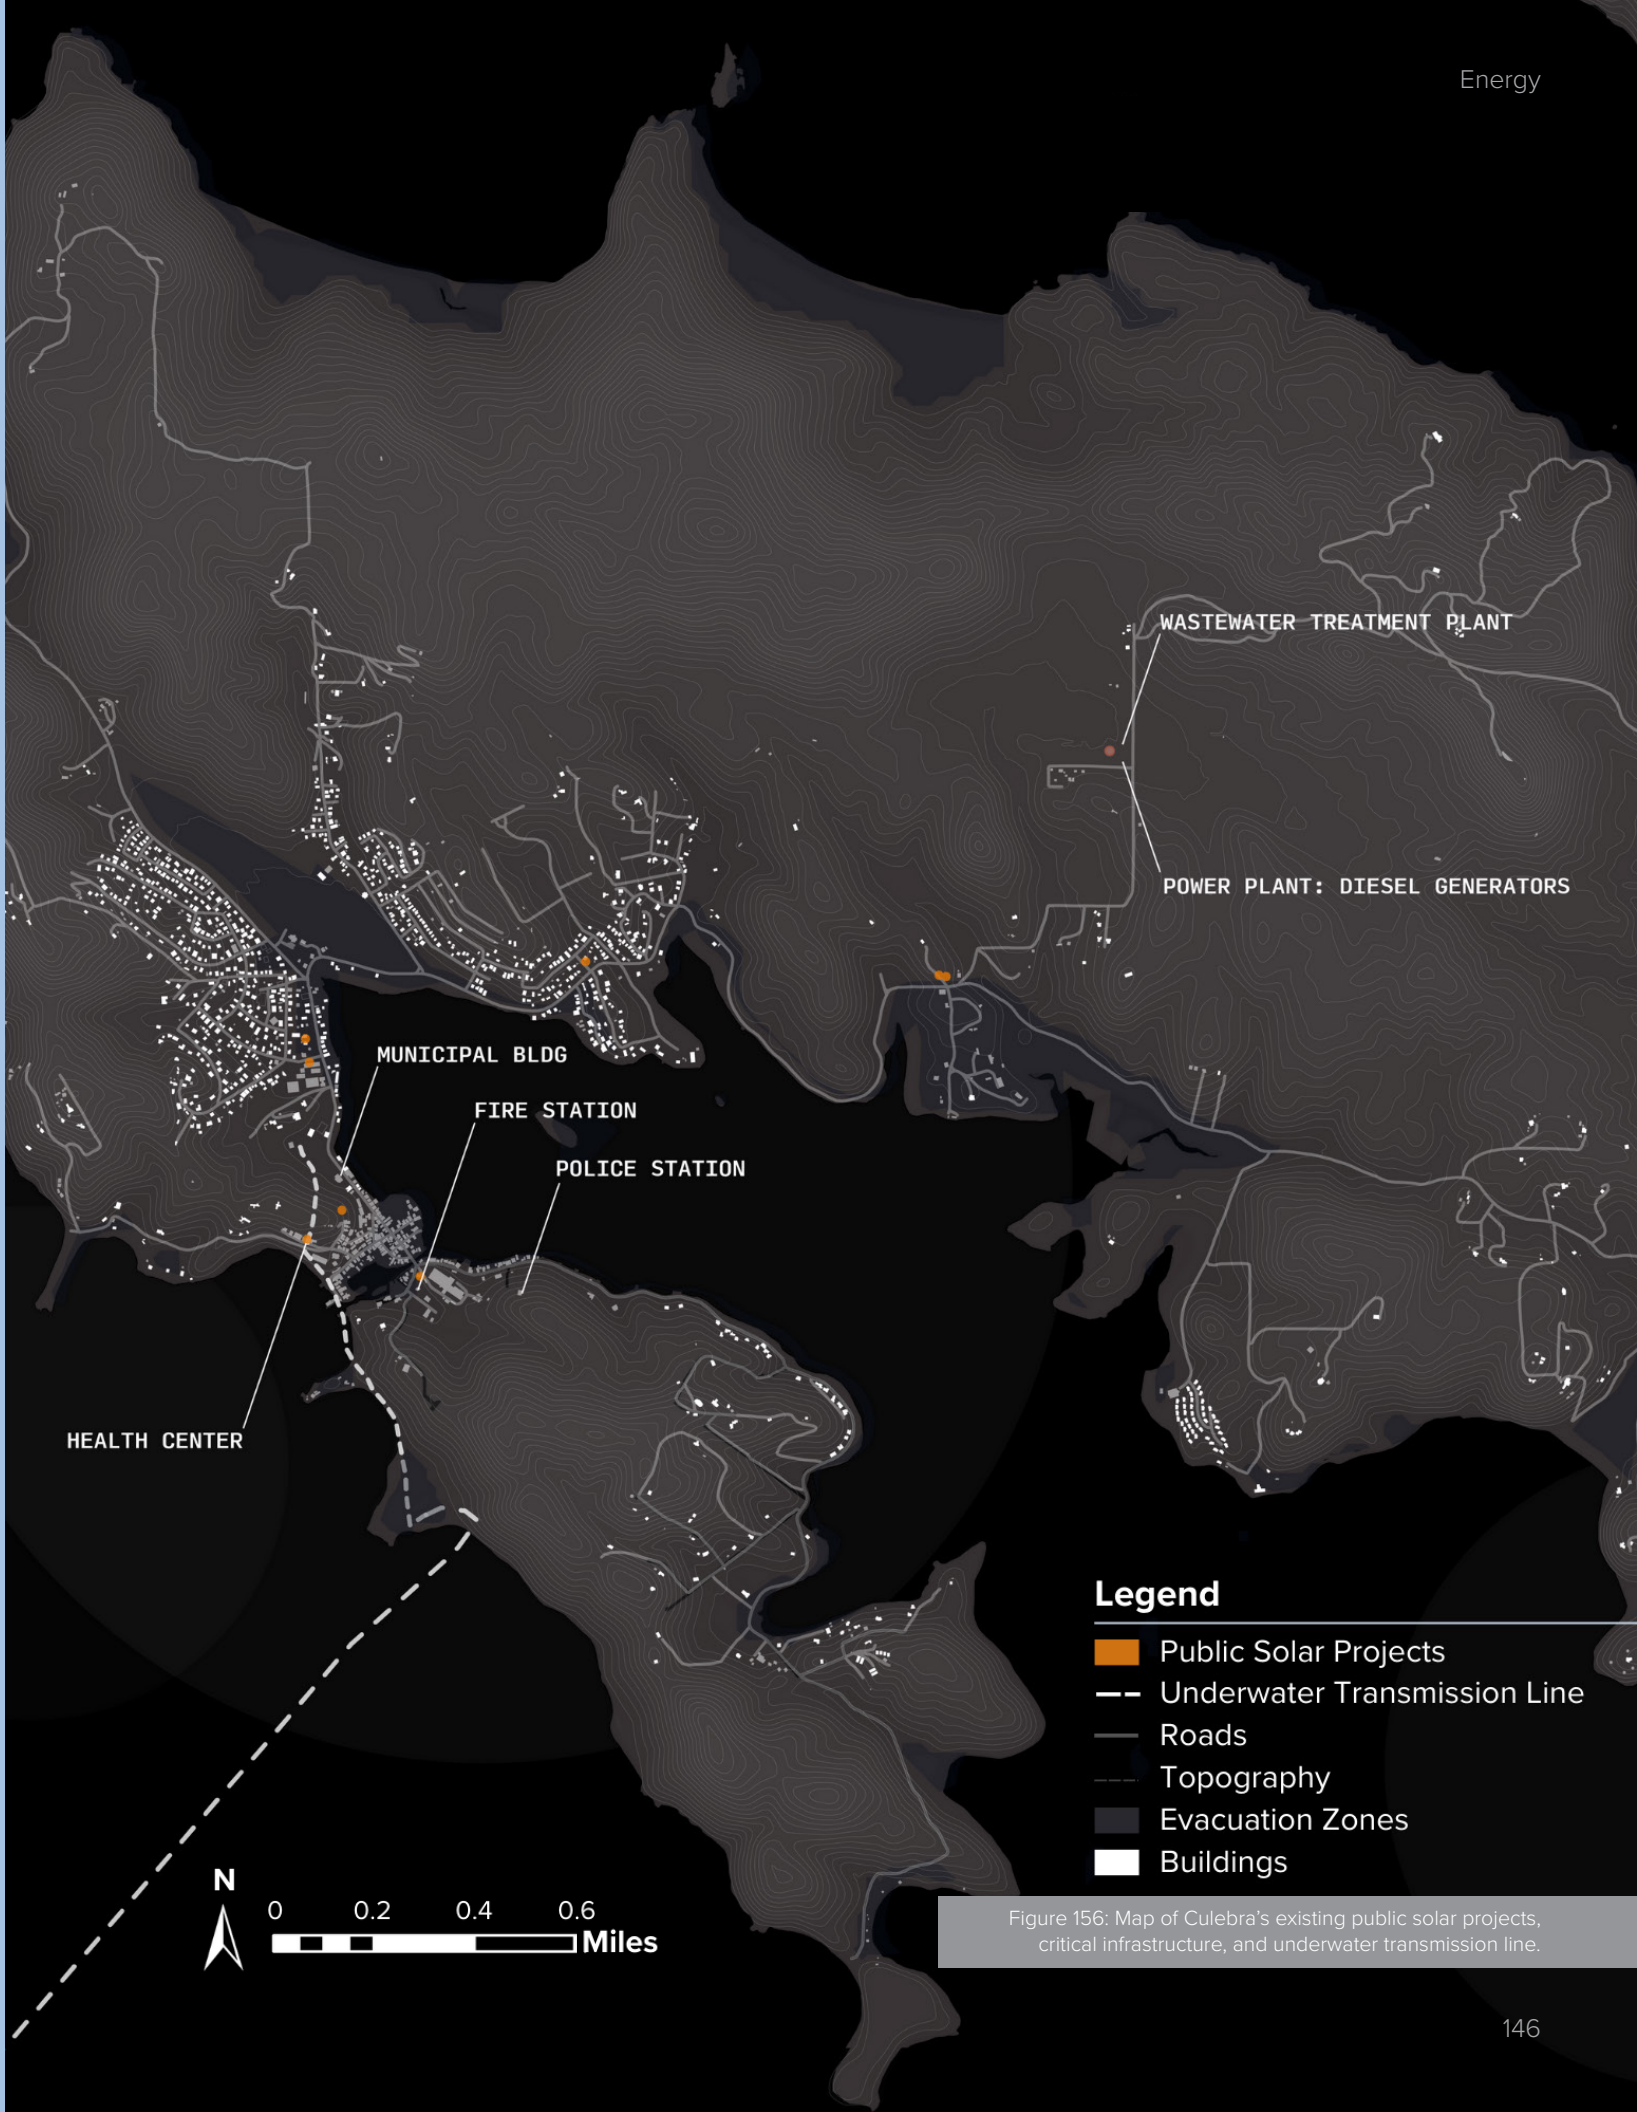 Energy
WASTEWATER TREATMENT PLANT
POWER PLANT: DIESEL GENERATORS
MUNICIPAL BLDG
FIRE STATION
POLICE STATION
HEALTH CENTER
Legend
Public Solar Projects
Underwater Transmission Line
Roads
Topography
Evacuation Zones
Buildings
N
0 0.2 0.4 0.6
Miles
Figure 156: Map of Culebra’s existing public solar projects,
critical infrastructure, and underwater transmission line.
146